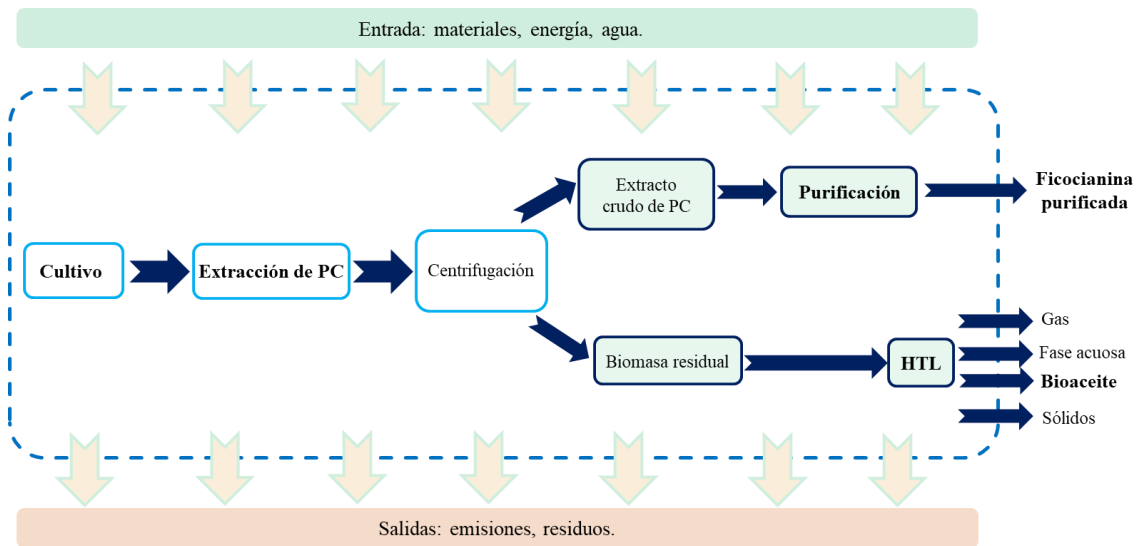 Entrada: materiales, energía, agua.
Extracto
crudo de PC
Purificación
Ficocianina
purificada
Cultivo
Extracción de PC
Centrifugación
Biomasa residual
HTL
Gas
Fase acuosa
Bioaceite
Sólidos
Salidas: emisiones, residuos.